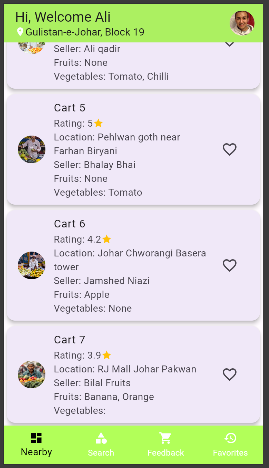 Hi, Welcome Ali
Gulistan-e-Johar, Block 19
Seller: Ali qadir
Fruits: None
Vegetables: Tomato, Chilli
Cart 5
Rating: 5
Location: Pehlwan goth near
Farhan Biryani
Seller: Bhalay Bhai
Fruits: None
Vegetables: Tomato
Cart 6
Rating: 4.2
Location: Johar Chworangi Basera
tower
Seller: Jamshed Niazi
Fruits: Apple
Vegetables: None
Cart 7
Rating: 3.9
Location: RJ Mall Johar Pakwan
Seller: Bilal Fruits
Fruits: Banana, Orange
Vegetables:
Nearby
Search
Feedback
Favorites